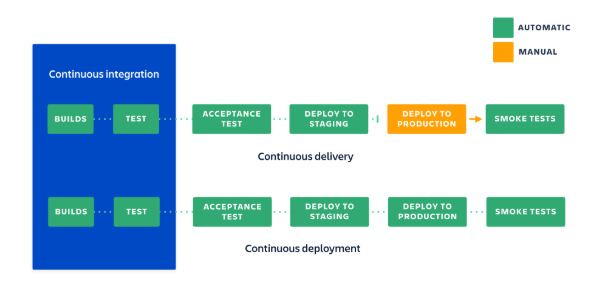 AUTOMATIC
MANUAL
Continuous integration
BUILDS
TEST
ACCEPTANCE
TEST
DEPLOY TO
STAGING
DEPLOY TO
PRODUCTION
SMOKE TESTS
Continuous delivery
BUILDS
TEST
ACCEPTANCE
TEST
DEPLOY TO
STAGING
DEPLOY TO
PRODUCTION
SMOKE TESTS
Continuous deployment